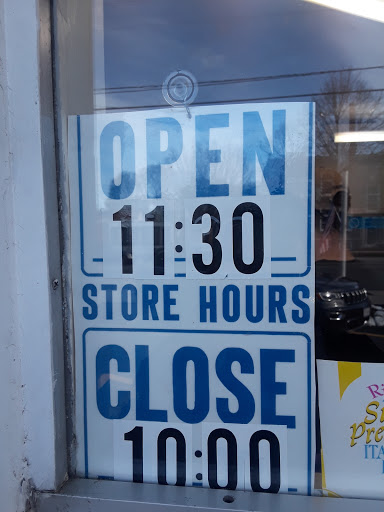 OPEN
11:30
STORE HOURS
CLOSE
10:00